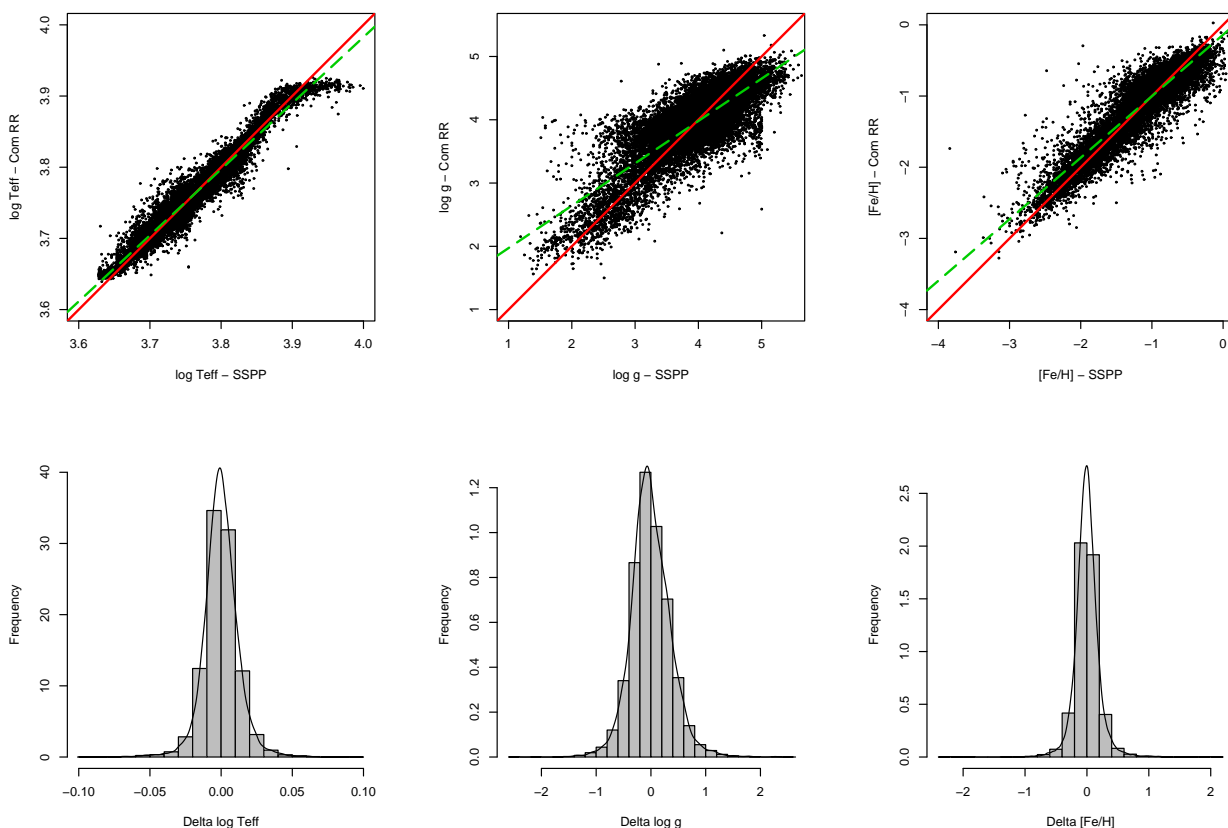 4.0
3.9
3.8
3.7
3.6
log Teff − Com RR
3.6 3.7 3.8 3.9 4.0
log Teff − SSPP
5
4
3
2
1
log g − Com RR
1 2 3 4 5
log g − SSPP
0
−1
−2
−3
−4
[Fe/H] − Com RR
−4 −3 −2 −1 0
[Fe/H] − SSPP
40
30
20
10
0
Frequency
−0.10 −0.05 0.00 0.05 0.10
Delta log Teff
1.2
1.0
0.8
0.6
0.4
0.2
0.0
Frequency
−2 −1 0 1 2
Delta log g
2.5
2.0
1.5
1.0
0.5
0.0
Frequency
−2 −1 0 1 2
Delta [Fe/H]